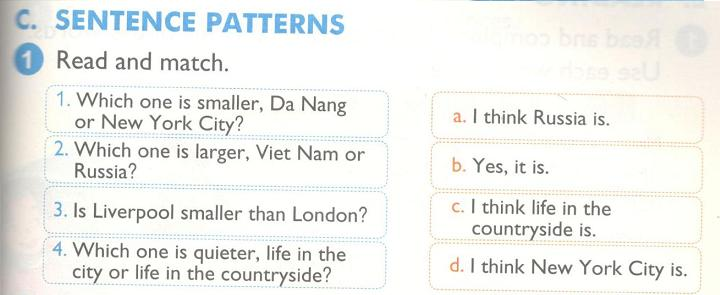 C. SENTENCE PATTERNS
1 Read and match.
1. Which one is smaller, Da Nang
or New York City?
2. Which one is larger, Viet Nam or
Russia?
3. Is Liverpool smaller than London?
4. Which one is quieter, life in the
city or life in the countryside?
a. I think Russia is.
b. Yes, it is.
c. I think life in the
countryside is.
d. I think New York City is.